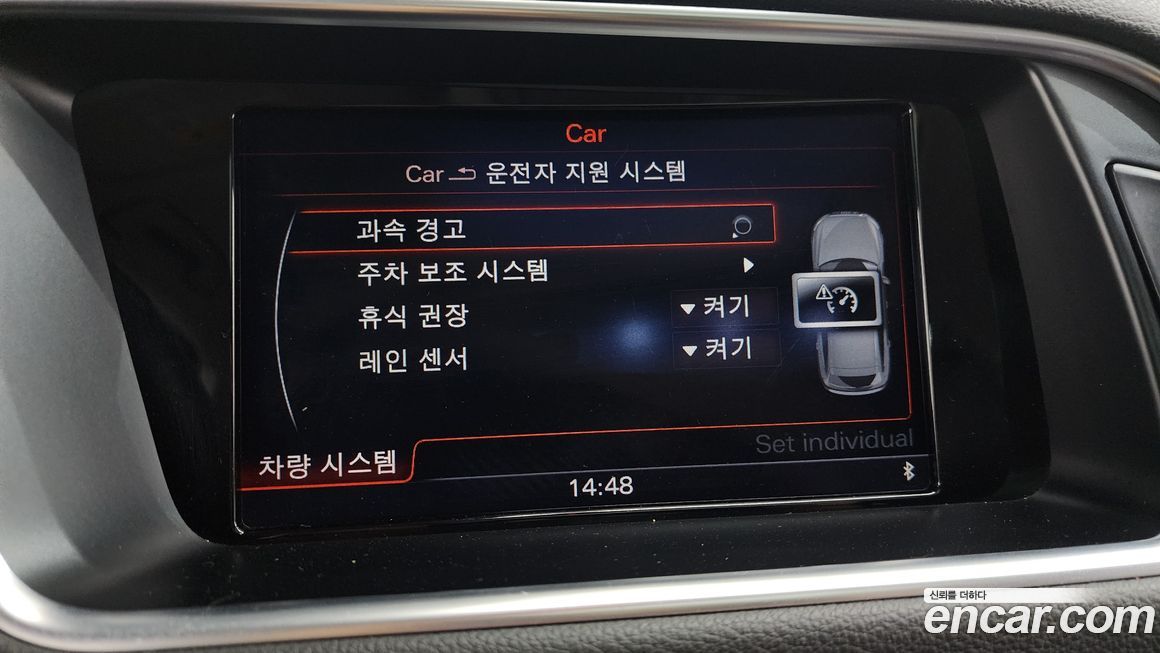 Car
Car 운전자 지원 시스템
과속 경고
주차 보조 시스템
휴식 권장 켜기
레인 센서 켜기
Set individual
차량 시스템
14:48
신뢰를 더하다
encar.com